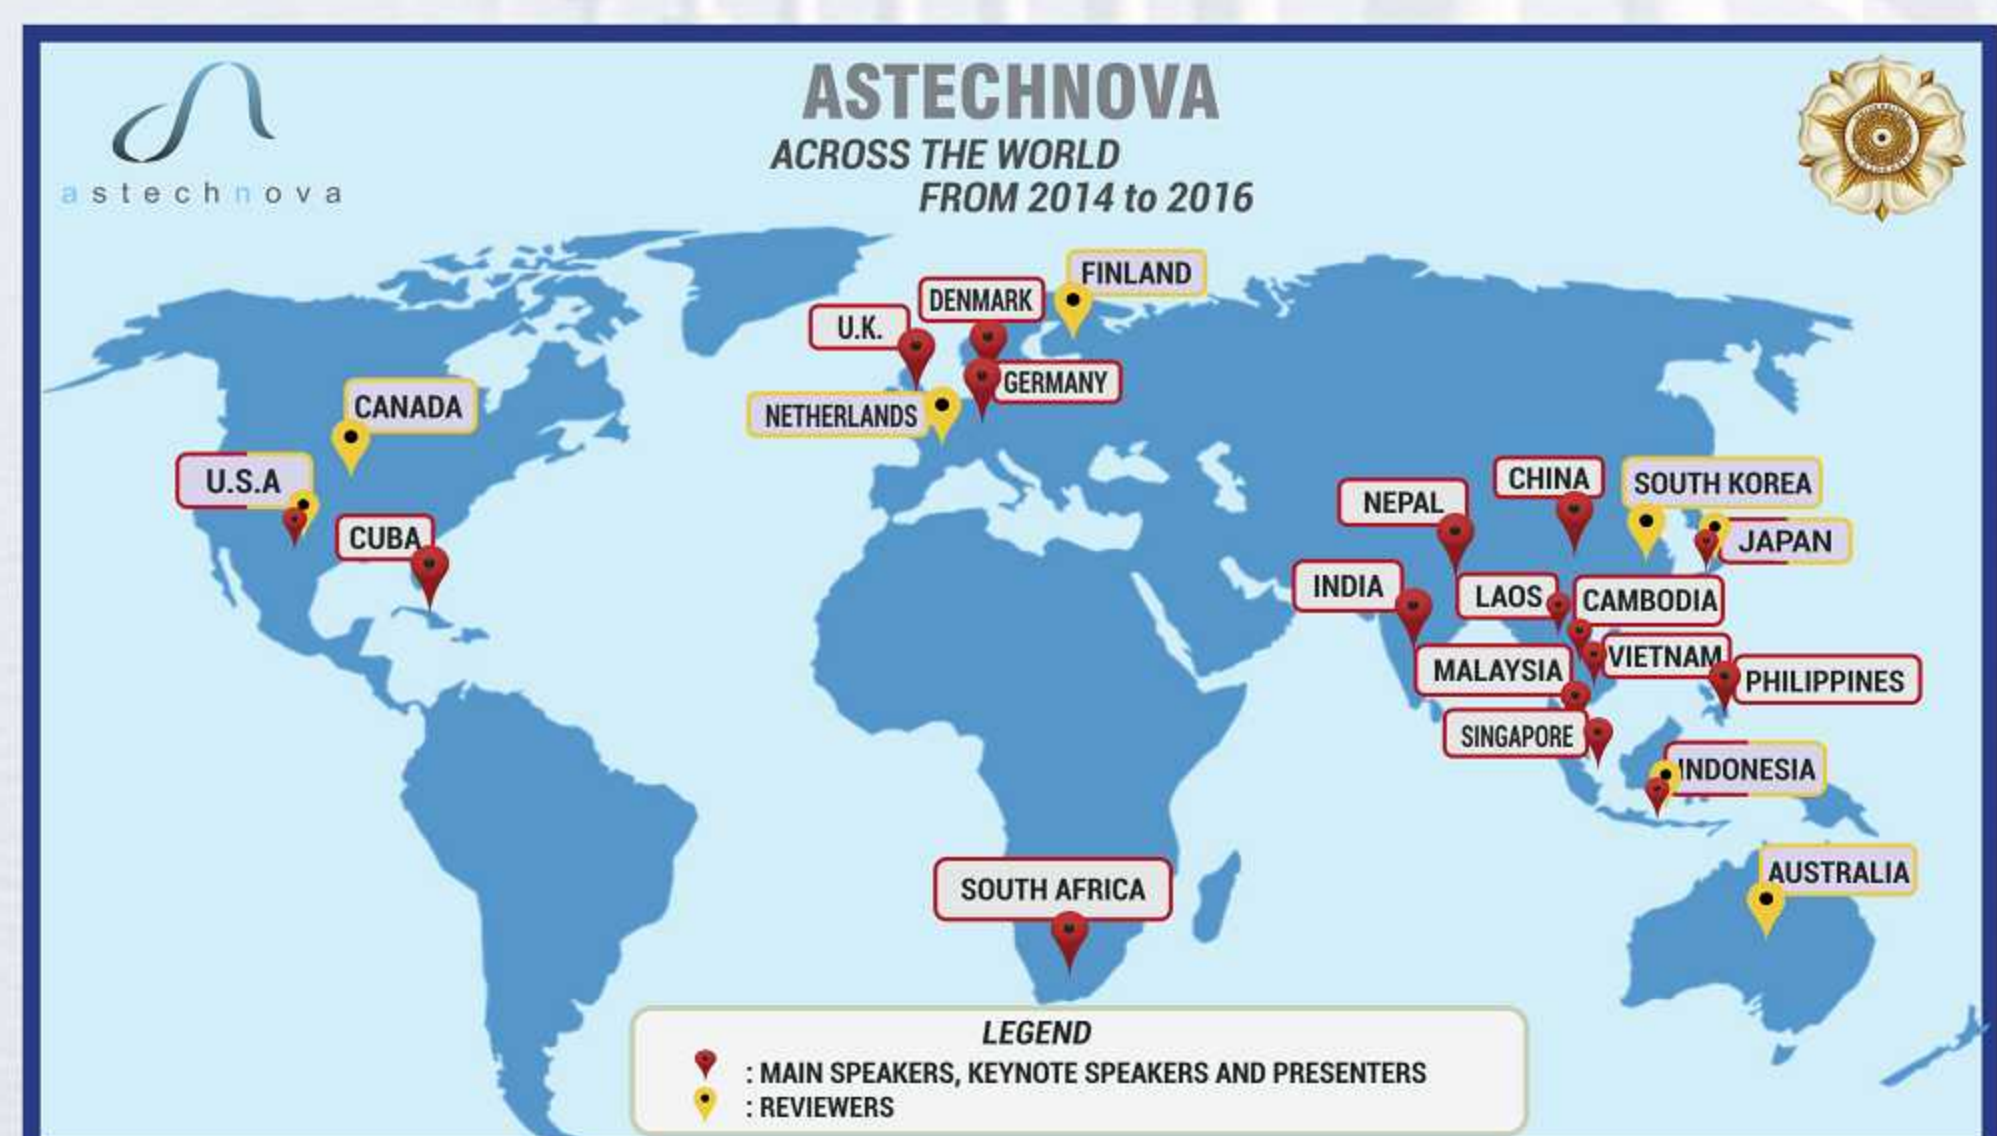 astechnova
ASTECHNOVA
ACROSS THE WORLD
FROM 2014 to 2016
FINLAND
DENMARK
U.K.
GERMANY
NETHERLANDS
CANADA
U.S.A
CUBA
CHINA
SOUTH KOREA
NEPAL
JAPAN
INDIA
LAOS
CAMBODIA
VIETNAM
MALAYSIA
PHILIPPINES
SINGAPORE
INDONESIA
SOUTH AFRICA
AUSTRALIA
LEGEND
: MAIN SPEAKERS, KEYNOTE SPEAKERS AND PRESENTERS
: REVIEWERS